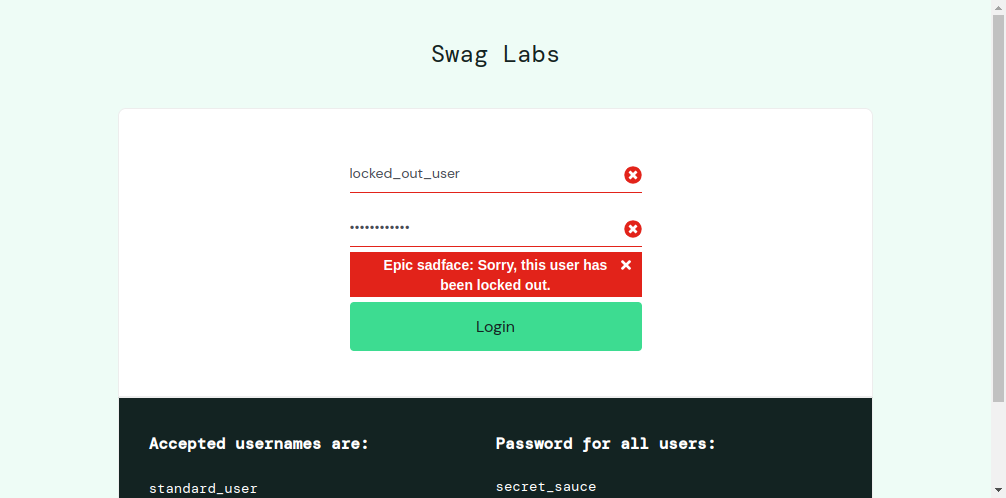 Swag Labs
locked_out_user
••••••••••••
Epic sadface: Sorry, this user has
been locked out.
Login
Accepted usernames are:
standard_user
Password for all users:
secret_sauce